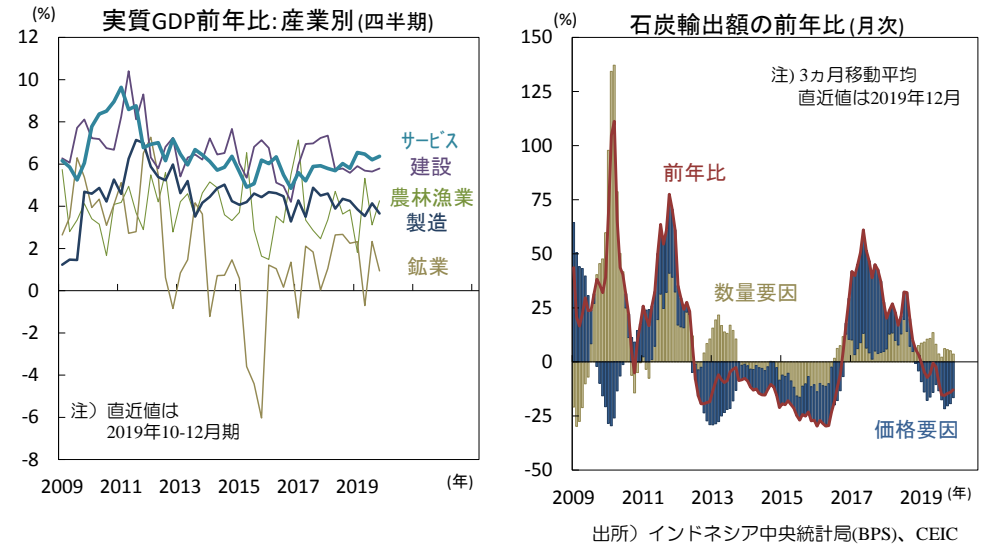 実質GDP前年比:産業別(四半期)
(%)
12
10
8
6
4
2
0
-2
-4
-6
-8
サービス
建設
農林漁業
製造
鉱業
注）直近値は
2019年10-12月期
2009 2011 2013 2015 2017 2019 (年)
石炭輸出額の前年比(月次)
(%)
150
125
100
75
50
25
0
-25
-50
注) 3ヵ月移動平均
直近値は2019年12月
前年比
数量要因
価格要因
2009 2011 2013 2015 2017 2019 (年)
出所）インドネシア中央統計局(BPS)、CEIC